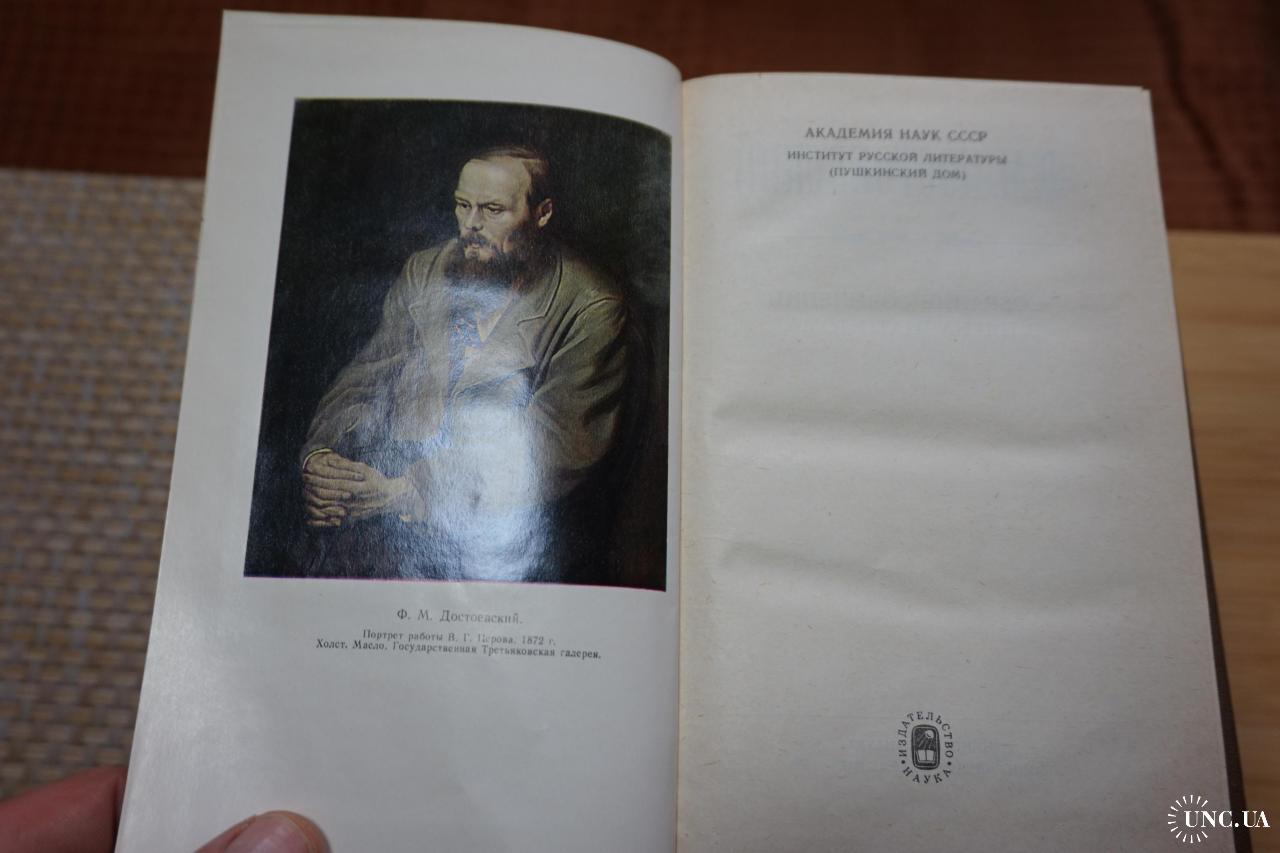 Ф. М. Достоевский.
Портрет работы В. Г. Перова. 1872 г.
Холст. Масло. Государственная Третьяковская галерея.
АКАДЕМИЯ НАУК СССР
ИНСТИТУТ РУССКОЙ ЛИТЕРАТУРЫ
(ПУШКИНСКИЙ ДОМ)
ИЗДАТЕЛЬСТВО
• НАУКА •
UNC.UA